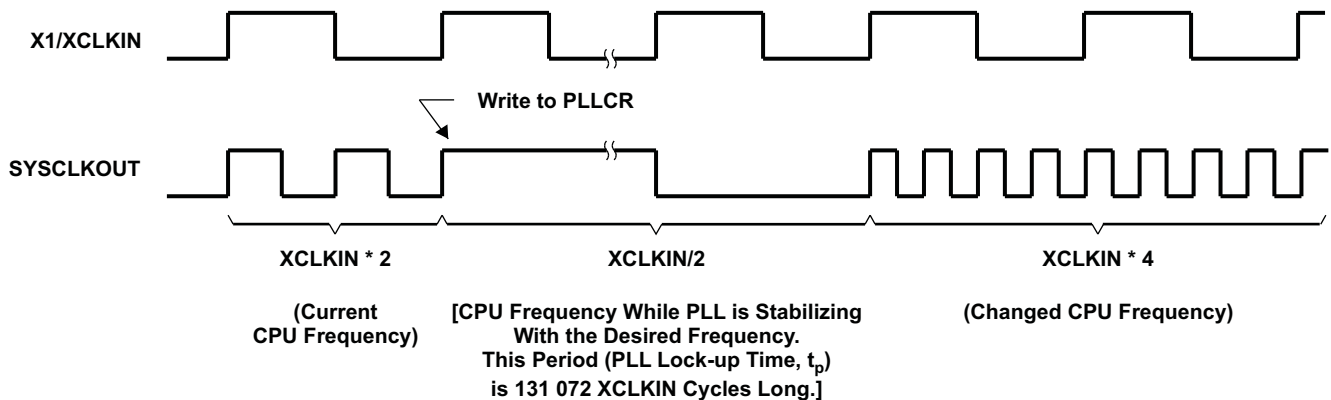 X1/XCLKIN
Write to PLLCR
SYSCLKOUT
XCLKIN * 2
XCLKIN/2
XCLKIN * 4
(Current
CPU Frequency)
[CPU Frequency While PLL is Stabilizing
With the Desired Frequency.
This Period (PLL Lock-up Time, tp)
is 131 072 XCLKIN Cycles Long.]
(Changed CPU Frequency)